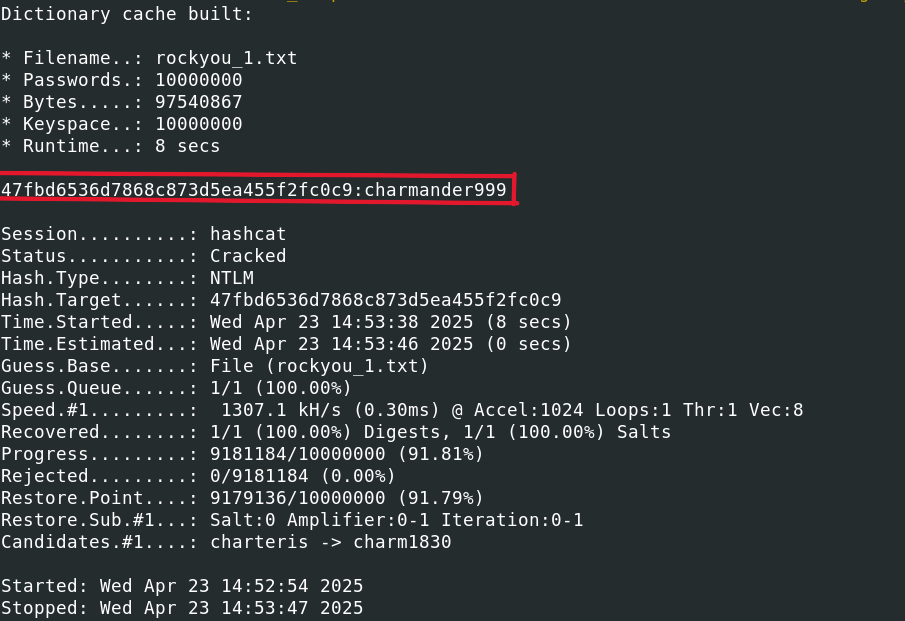 Dictionary cache built:
* Filename..: rockyou_1.txt
* Passwords.: 10000000
* Bytes.....: 97540867
* Keyspace..: 10000000
* Runtime...: 8 secs
47fbd6536d7868c873d5ea455f2fc0c9:charmander999
Session..........: hashcat
Status...........: Cracked
Hash.Type........: NTLM
Hash.Target......: 47fbd6536d7868c873d5ea455f2fc0c9
Time.Started.....: Wed Apr 23 14:53:38 2025 (8 secs)
Time.Estimated...: Wed Apr 23 14:53:46 2025 (0 secs)
Guess.Base.......: File (rockyou_1.txt)
Guess.Queue......: 1/1 (100.00%)
Speed.#1.........:  1307.1 kH/s (0.30ms) @ Accel:1024 Loops:1 Thr:1 Vec:8
Recovered........: 1/1 (100.00%) Digests, 1/1 (100.00%) Salts
Progress.........: 9181184/10000000 (91.81%)
Rejected.........: 0/9181184 (0.00%)
Restore.Point....: 9179136/10000000 (91.79%)
Restore.Sub.#1...: Salt:0 Amplifier:0-1 Iteration:0-1
Candidates.#1....: charteris -> charm1830
Started: Wed Apr 23 14:52:54 2025
Stopped: Wed Apr 23 14:53:47 2025